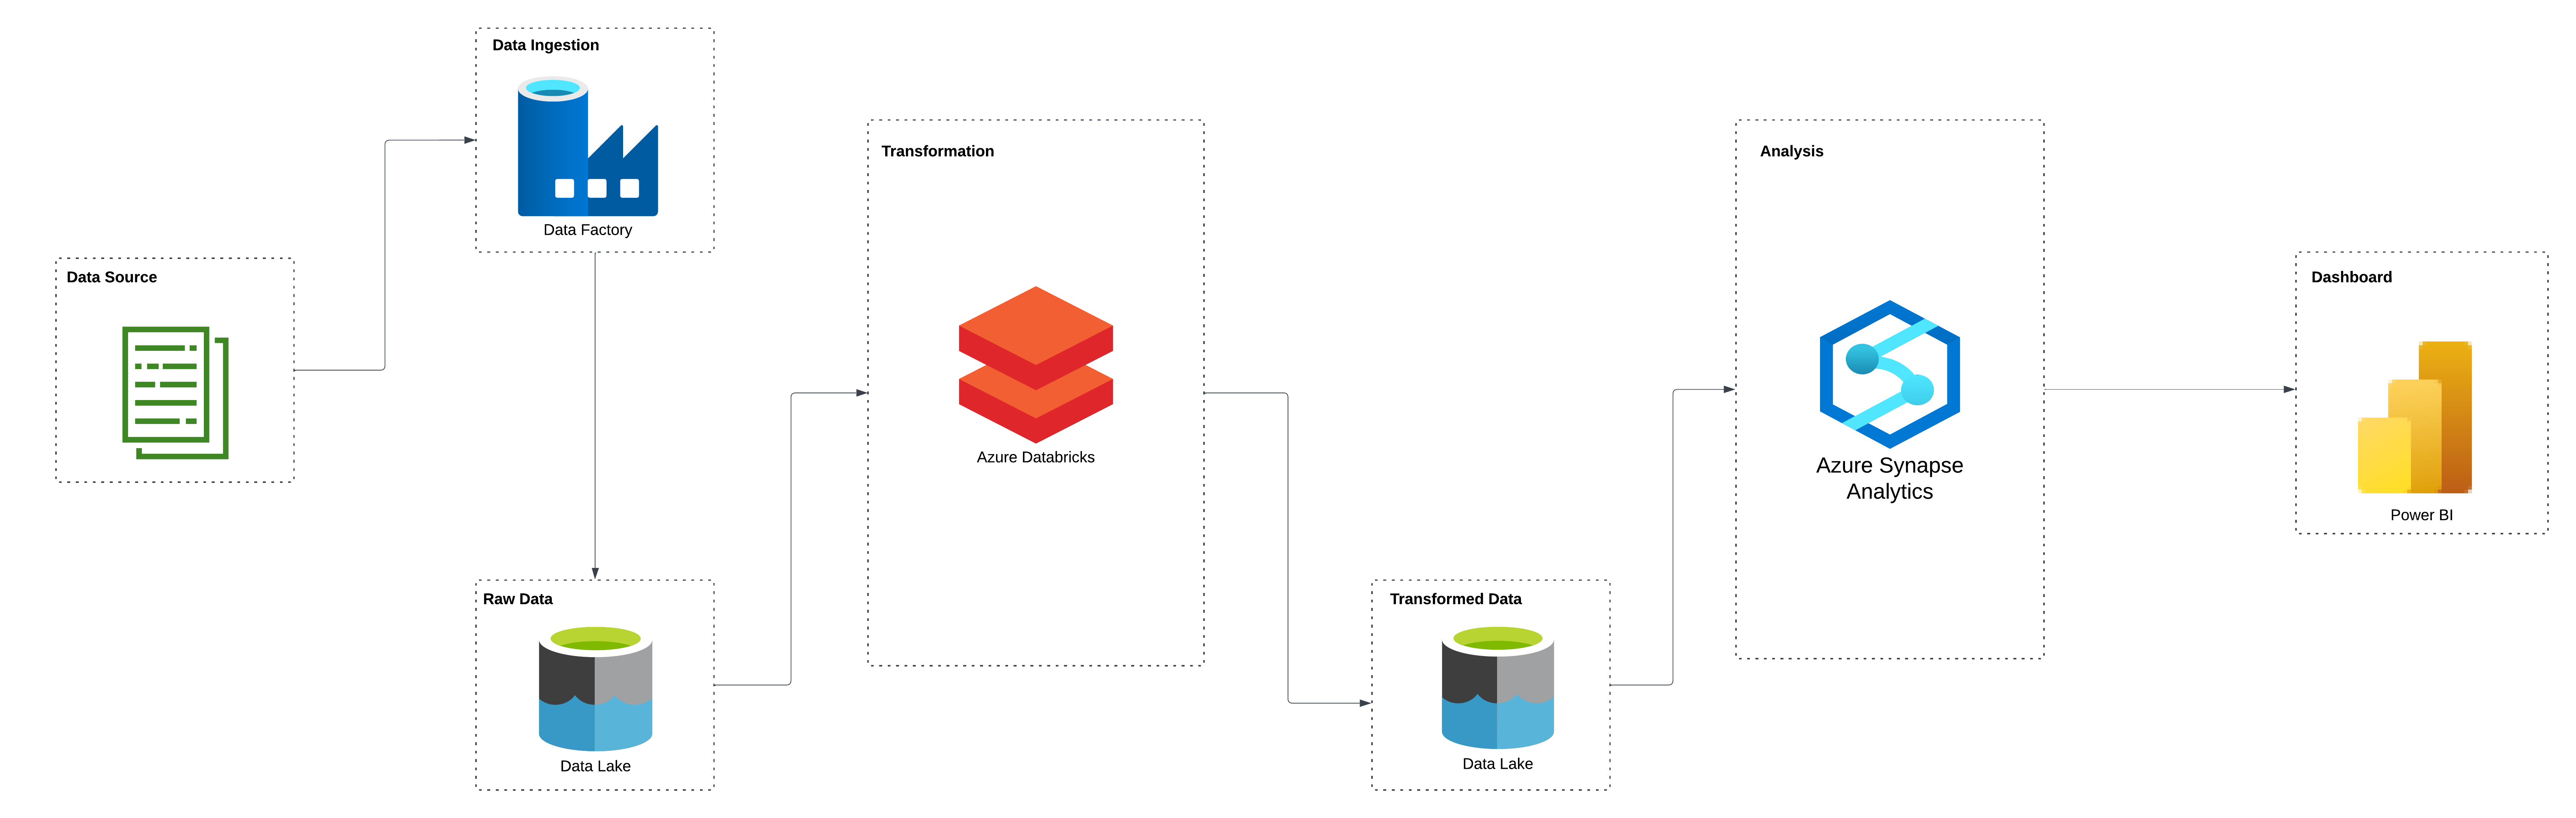 Data Source
Data Ingestion
Data Factory
Raw Data
Data Lake
Transformation
Azure Databricks
Transformed Data
Data Lake
Analysis
Azure Synapse
Analytics
Dashboard
Power BI